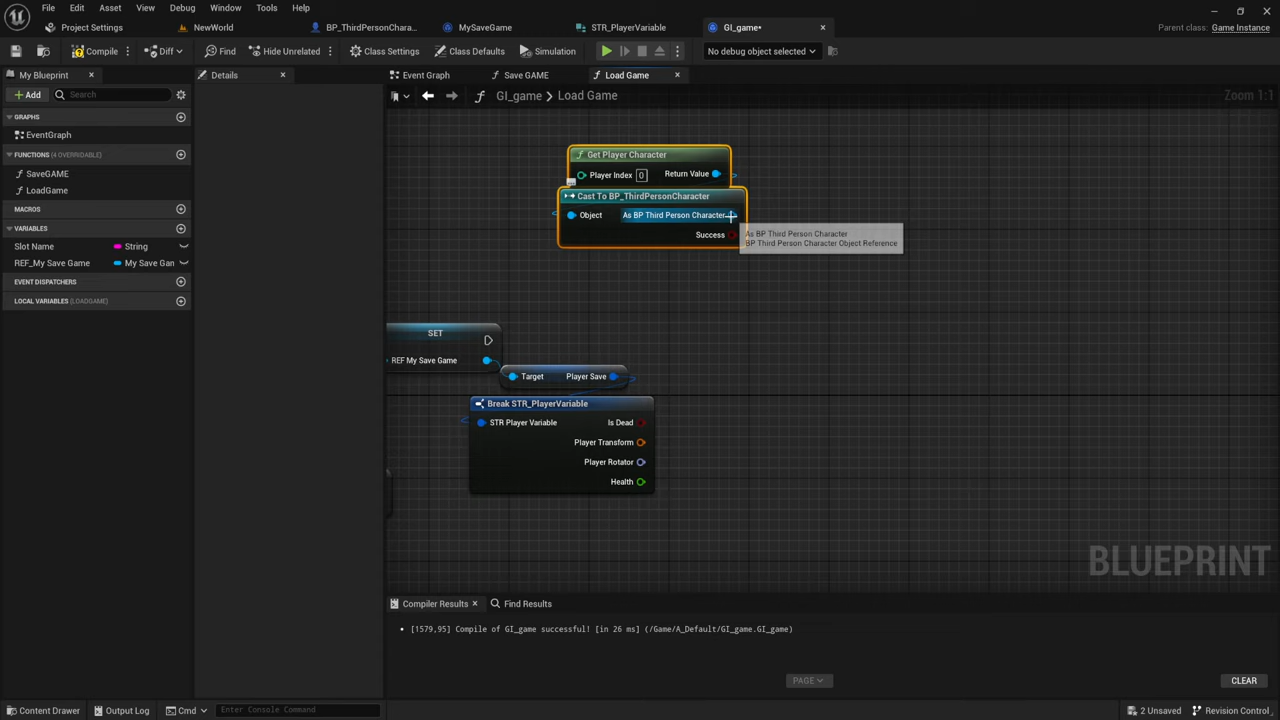 File Edit Asset View Debug Window Tools Help
Project Settings NewWorld BP_ThirdPersonChara... MySaveGame STR_PlayerVariable GI_game* Parent class: Game Instance
Compile Diff Find Hide Unrelated Class Settings Class Defaults Simulation No debug object selected
My Blueprint Details Event Graph Save GAME Load Game
Add Search GI_game > Load Game Zoom 1:1
GRAPHS
EventGraph
FUNCTIONS (4 OVERRIDABLE)
SaveGAME
LoadGame
MACROS
VARIABLES
Slot Name String
REF_My Save Game My Save Gan
EVENT DISPATCHERS
LOCAL VARIABLES (LOADGAME)
Get Player Character
Player Index 0 Return Value
Cast To BP_ThirdPersonCharacter
Object As BP Third Person Character
Success
As BP Third Person Character
BP Third Person Character Object Reference
SET
REF My Save Game
Target Player Save
Break STR_PlayerVariable
STR Player Variable Is Dead
Player Transform
Player Rotator
Health
BLUEPRINT
Compiler Results Find Results
[1579,95] Compile of GI_game successful! [in 26 ms] (/Game/A_Default/GI_game.GI_game)
PAGE CLEAR
Content Drawer Output Log Cmd Enter Console Command 2 Unsaved Revision Control